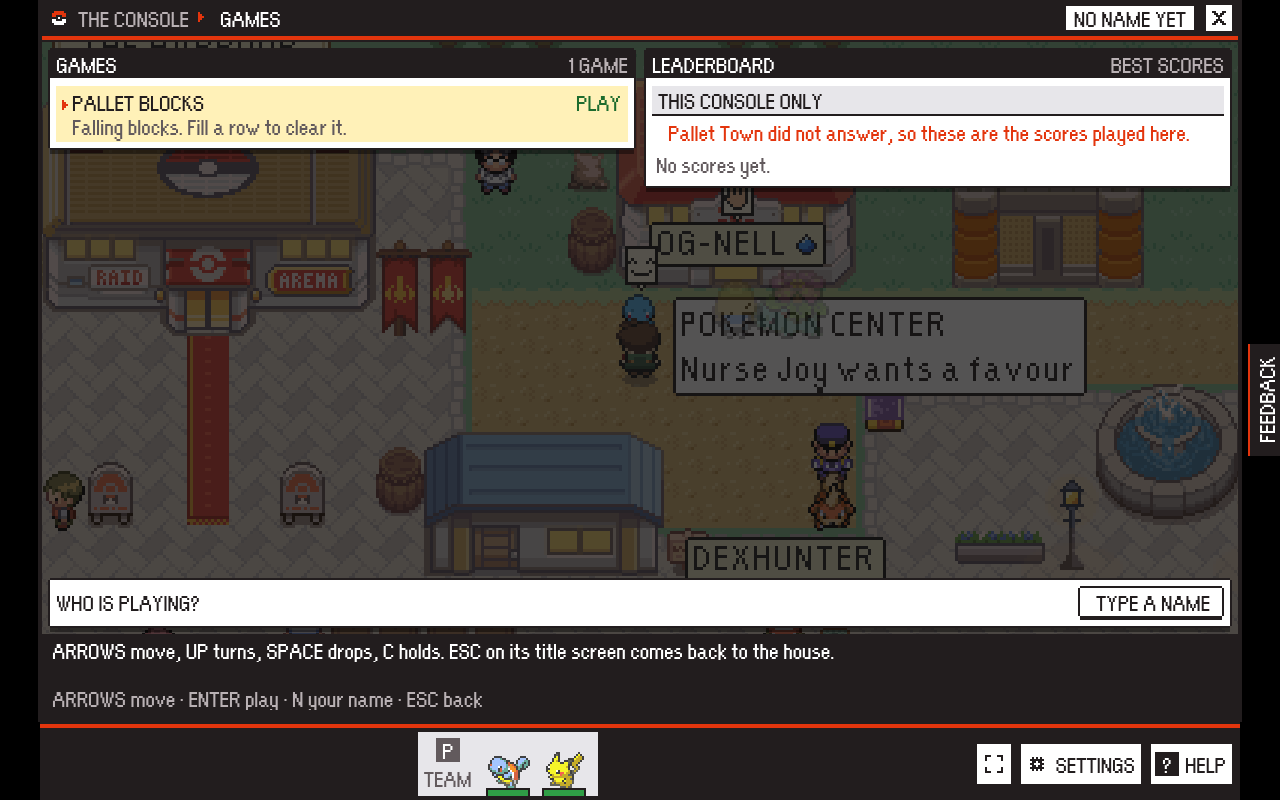 THE CONSOLE GAMES
NO NAME YET X
GAMES 1 GAME
PALLET BLOCKS PLAY
Falling blocks. Fill a row to clear it.
LEADERBOARD BEST SCORES
THIS CONSOLE ONLY
Pallet Town did not answer, so these are the scores played here.
No scores yet.
OG-NELL
RAID
ARENA
POKEMON CENTER
Nurse Joy wants a favour
FEEDBACK
DEXHUNTER
WHO IS PLAYING? TYPE A NAME
ARROWS move, UP turns, SPACE drops, C holds. ESC on its title screen comes back to the house.
ARROWS move · ENTER play · N your name · ESC back
P
TEAM
SETTINGS
? HELP